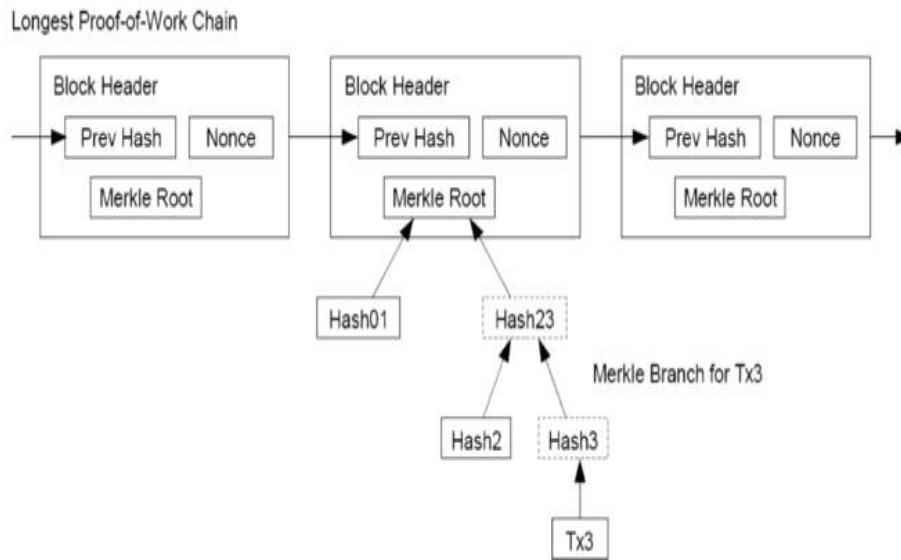 Longest Proof-of-Work Chain
Block Header
Block Header
Block Header
Prev Hash
Nonce
Prev Hash
Nonce
Prev Hash
Nonce
Merkle Root
Merkle Root
Merkle Root
Hash01
Hash23
Merkle Branch for Tx3
Hash2
Hash3
Tx3